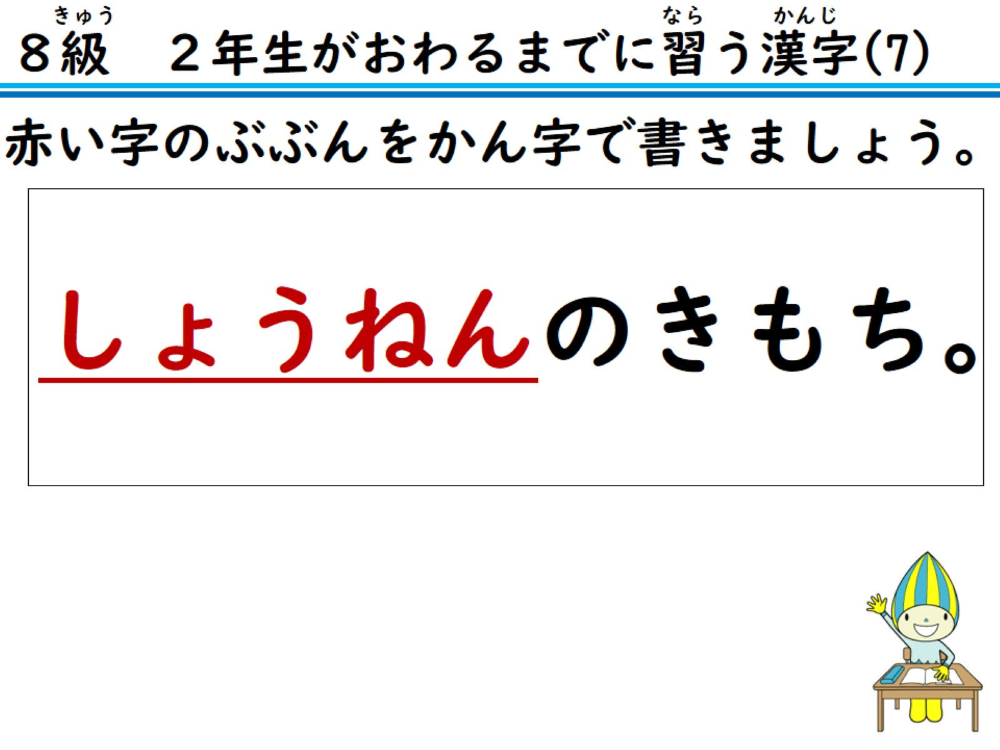 きゅう なら かんじ
８級　２年生がおわるまでに習う漢字(7)
赤い字のぶぶんをかん字で書きましょう。
しょうねんのきもち。